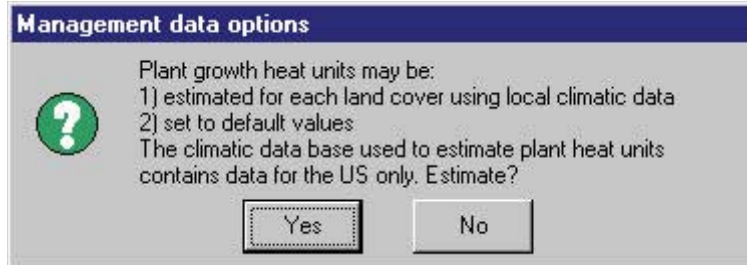 Management data options
Plant growth heat units may be:
1) estimated for each land cover using local climatic data
2) set to default values
The climatic data base used to estimate plant heat units
contains data for the US only. Estimate?
Yes
No